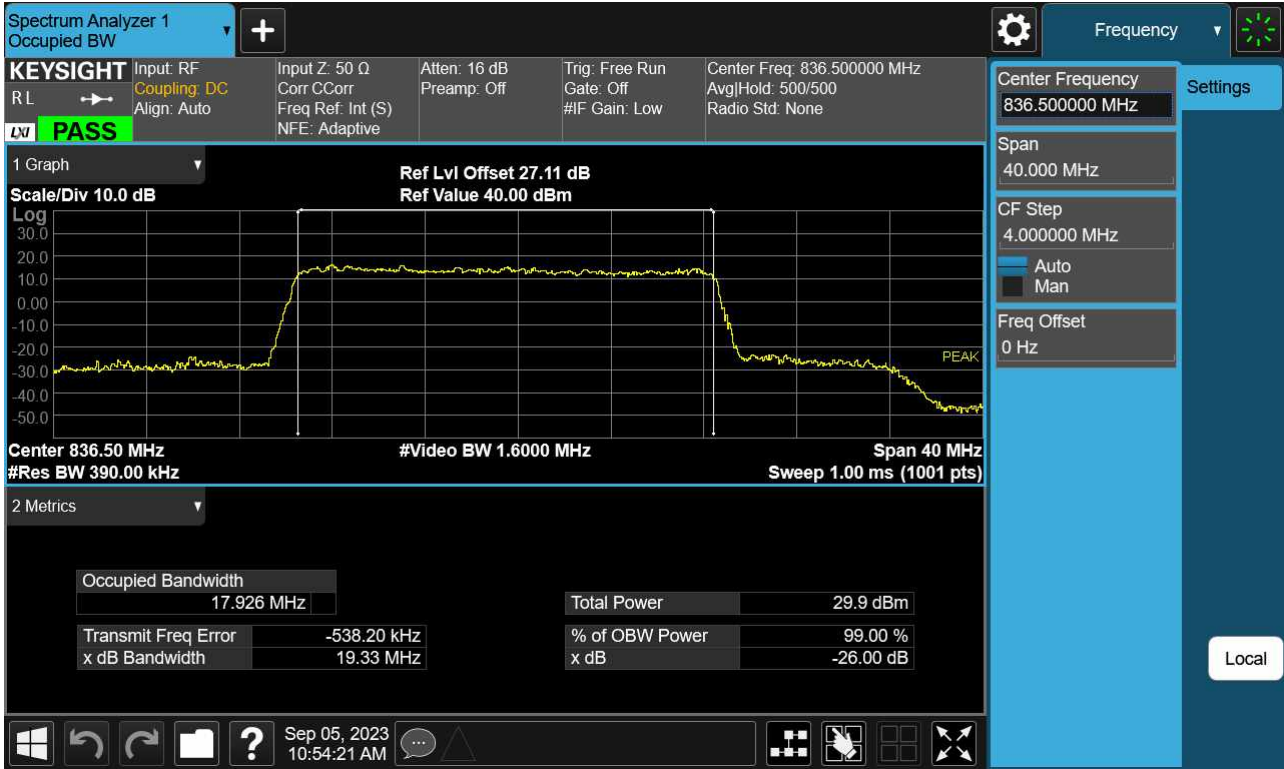 Spectrum Analyzer 1
Occupied BW
Frequency
KEYSIGHT
RL
LXI
PASS
Input: RF
Coupling: DC
Align: Auto
Input Z: 50 Ω
Corr CCorr
Freq Ref: Int (S)
NFE: Adaptive
Atten: 16 dB
Preamp: Off
Trig: Free Run
Gate: Off
#IF Gain: Low
Center Freq: 836.500000 MHz
Avg|Hold: 500/500
Radio Std: None
1 Graph
Scale/Div 10.0 dB
Ref Lvl Offset 27.11 dB
Ref Value 40.00 dBm
Log
30.0
20.0
10.0
0.00
-10.0
-20.0
-30.0
-40.0
-50.0
PEAK
Center 836.50 MHz
#Res BW 390.00 kHz
#Video BW 1.6000 MHz
Span 40 MHz
Sweep 1.00 ms (1001 pts)
2 Metrics
Occupied Bandwidth
17.926 MHz
Transmit Freq Error -538.20 kHz
x dB Bandwidth 19.33 MHz
Total Power 29.9 dBm
% of OBW Power 99.00 %
x dB -26.00 dB
Sep 05, 2023
10:54:21 AM
Center Frequency
836.500000 MHz
Span
40.000 MHz
CF Step
4.000000 MHz
Auto
Man
Freq Offset
0 Hz
Settings
Local